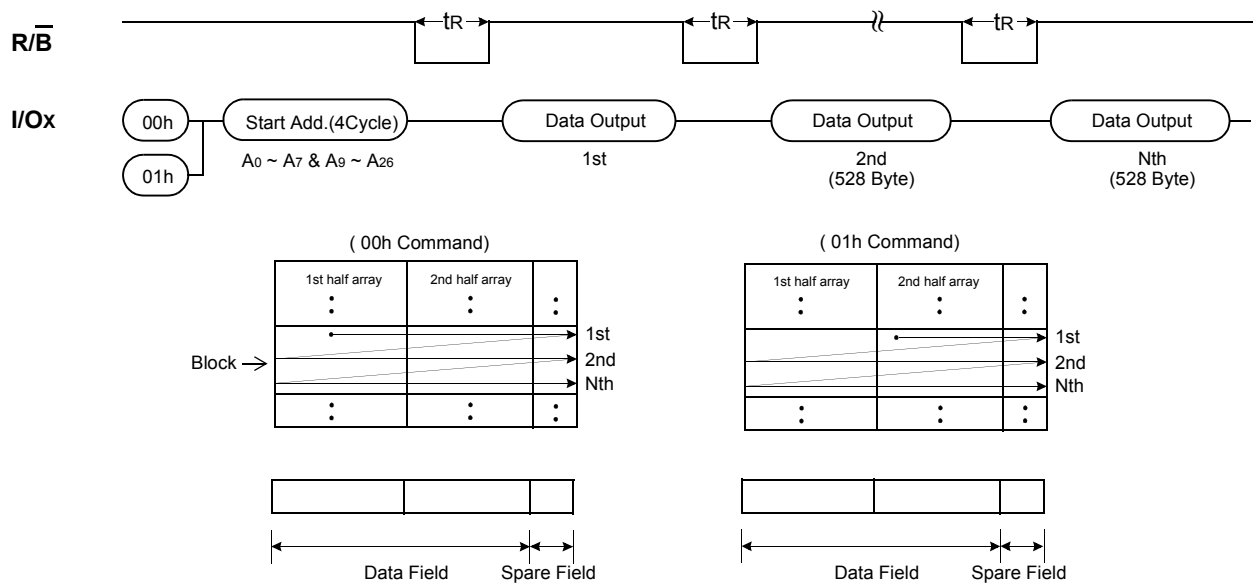 R/B
tR tR tR
I/Ox
00h Start Add.(4Cycle) Data Output Data Output Data Output
01h
A0 ~ A7 & A9 ~ A26 1st 2nd Nth
(528 Byte) (528 Byte)
( 00h Command)
1st half array 2nd half array
1st
Block
2nd
Nth
Data Field Spare Field
( 01h Command)
1st half array 2nd half array
1st
2nd
Nth
Data Field Spare Field